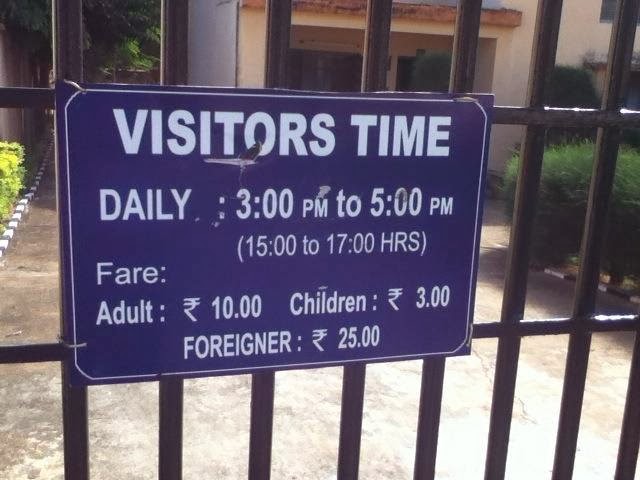 VISITORS TIME
DAILY : 3:00 PM to 5:00 PM
(15:00 to 17:00 HRS)
Fare:
Adult : ₹ 10.00 Children : ₹ 3.00
FOREIGNER : ₹ 25.00